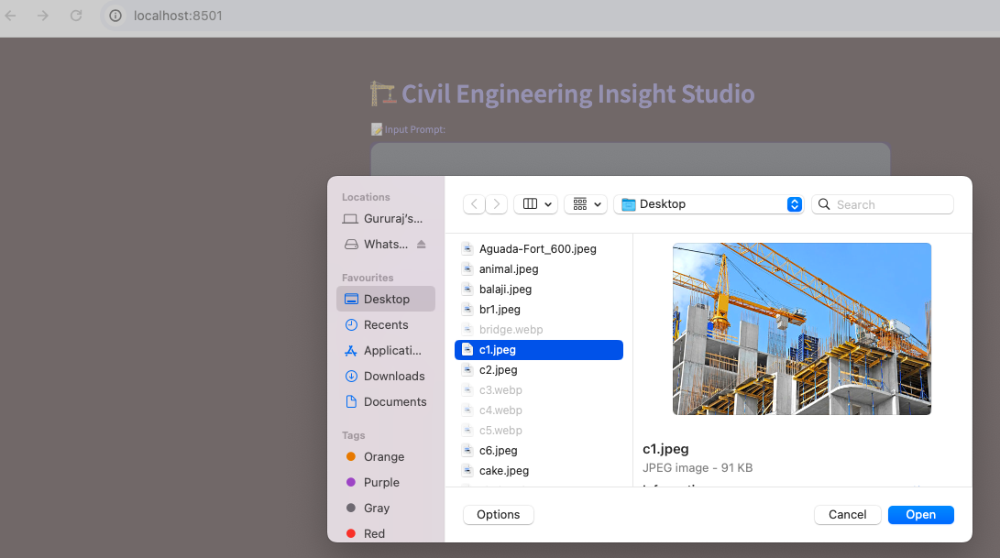 localhost:8501
Civil Engineering Insight Studio
Input Prompt:
Locations
Gururaj's...
Whats...
Favourites
Desktop
Recents
Applicati...
Downloads
Documents
Tags
Orange
Purple
Gray
Red
Desktop
Search
Aguada-Fort_600.jpeg
animal.jpeg
balaji.jpeg
br1.jpeg
bridge.webp
c1.jpeg
c2.jpeg
c3.webp
c4.webp
c5.webp
c6.jpeg
cake.jpeg
c1.jpeg
JPEG image - 91 KB
Options
Cancel
Open